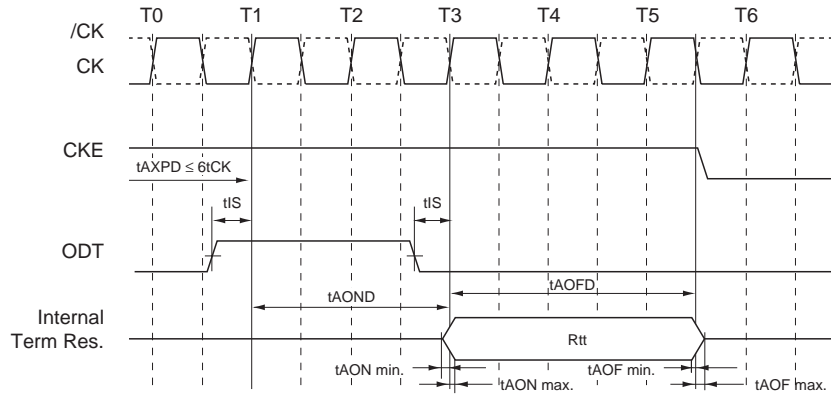 T0 T1 T2 T3 T4 T5 T6
/CK
CK
CKE
tAXPD ≤ 6tCK
tIS tIS
ODT
tAOND tAOFD
Internal
Term Res.
Rtt
tAON min. tAOF min.
tAON max. tAOF max.